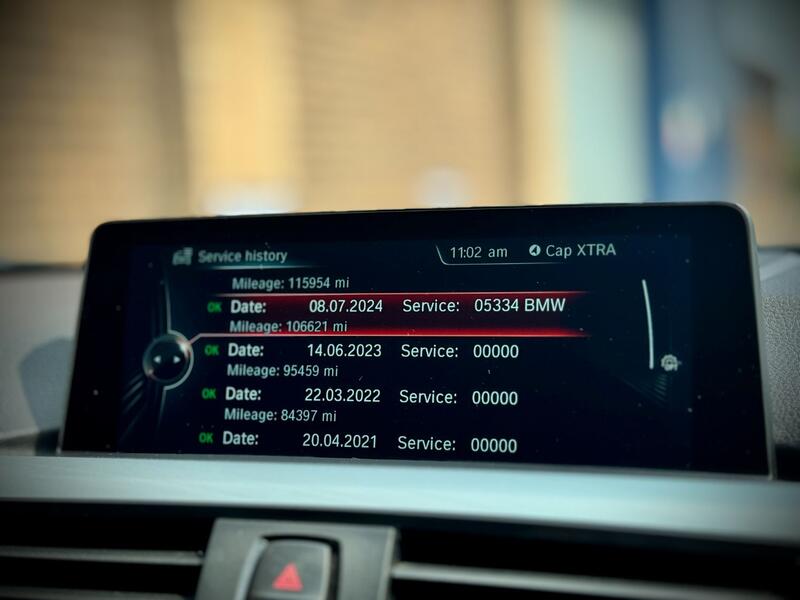 Service history 11:02 am Cap XTRA
Mileage: 115954 mi
OK Date: 08.07.2024 Service: 05334 BMW
Mileage: 106621 mi
OK Date: 14.06.2023 Service: 00000
Mileage: 95459 mi
OK Date: 22.03.2022 Service: 00000
Mileage: 84397 mi
OK Date: 20.04.2021 Service: 00000